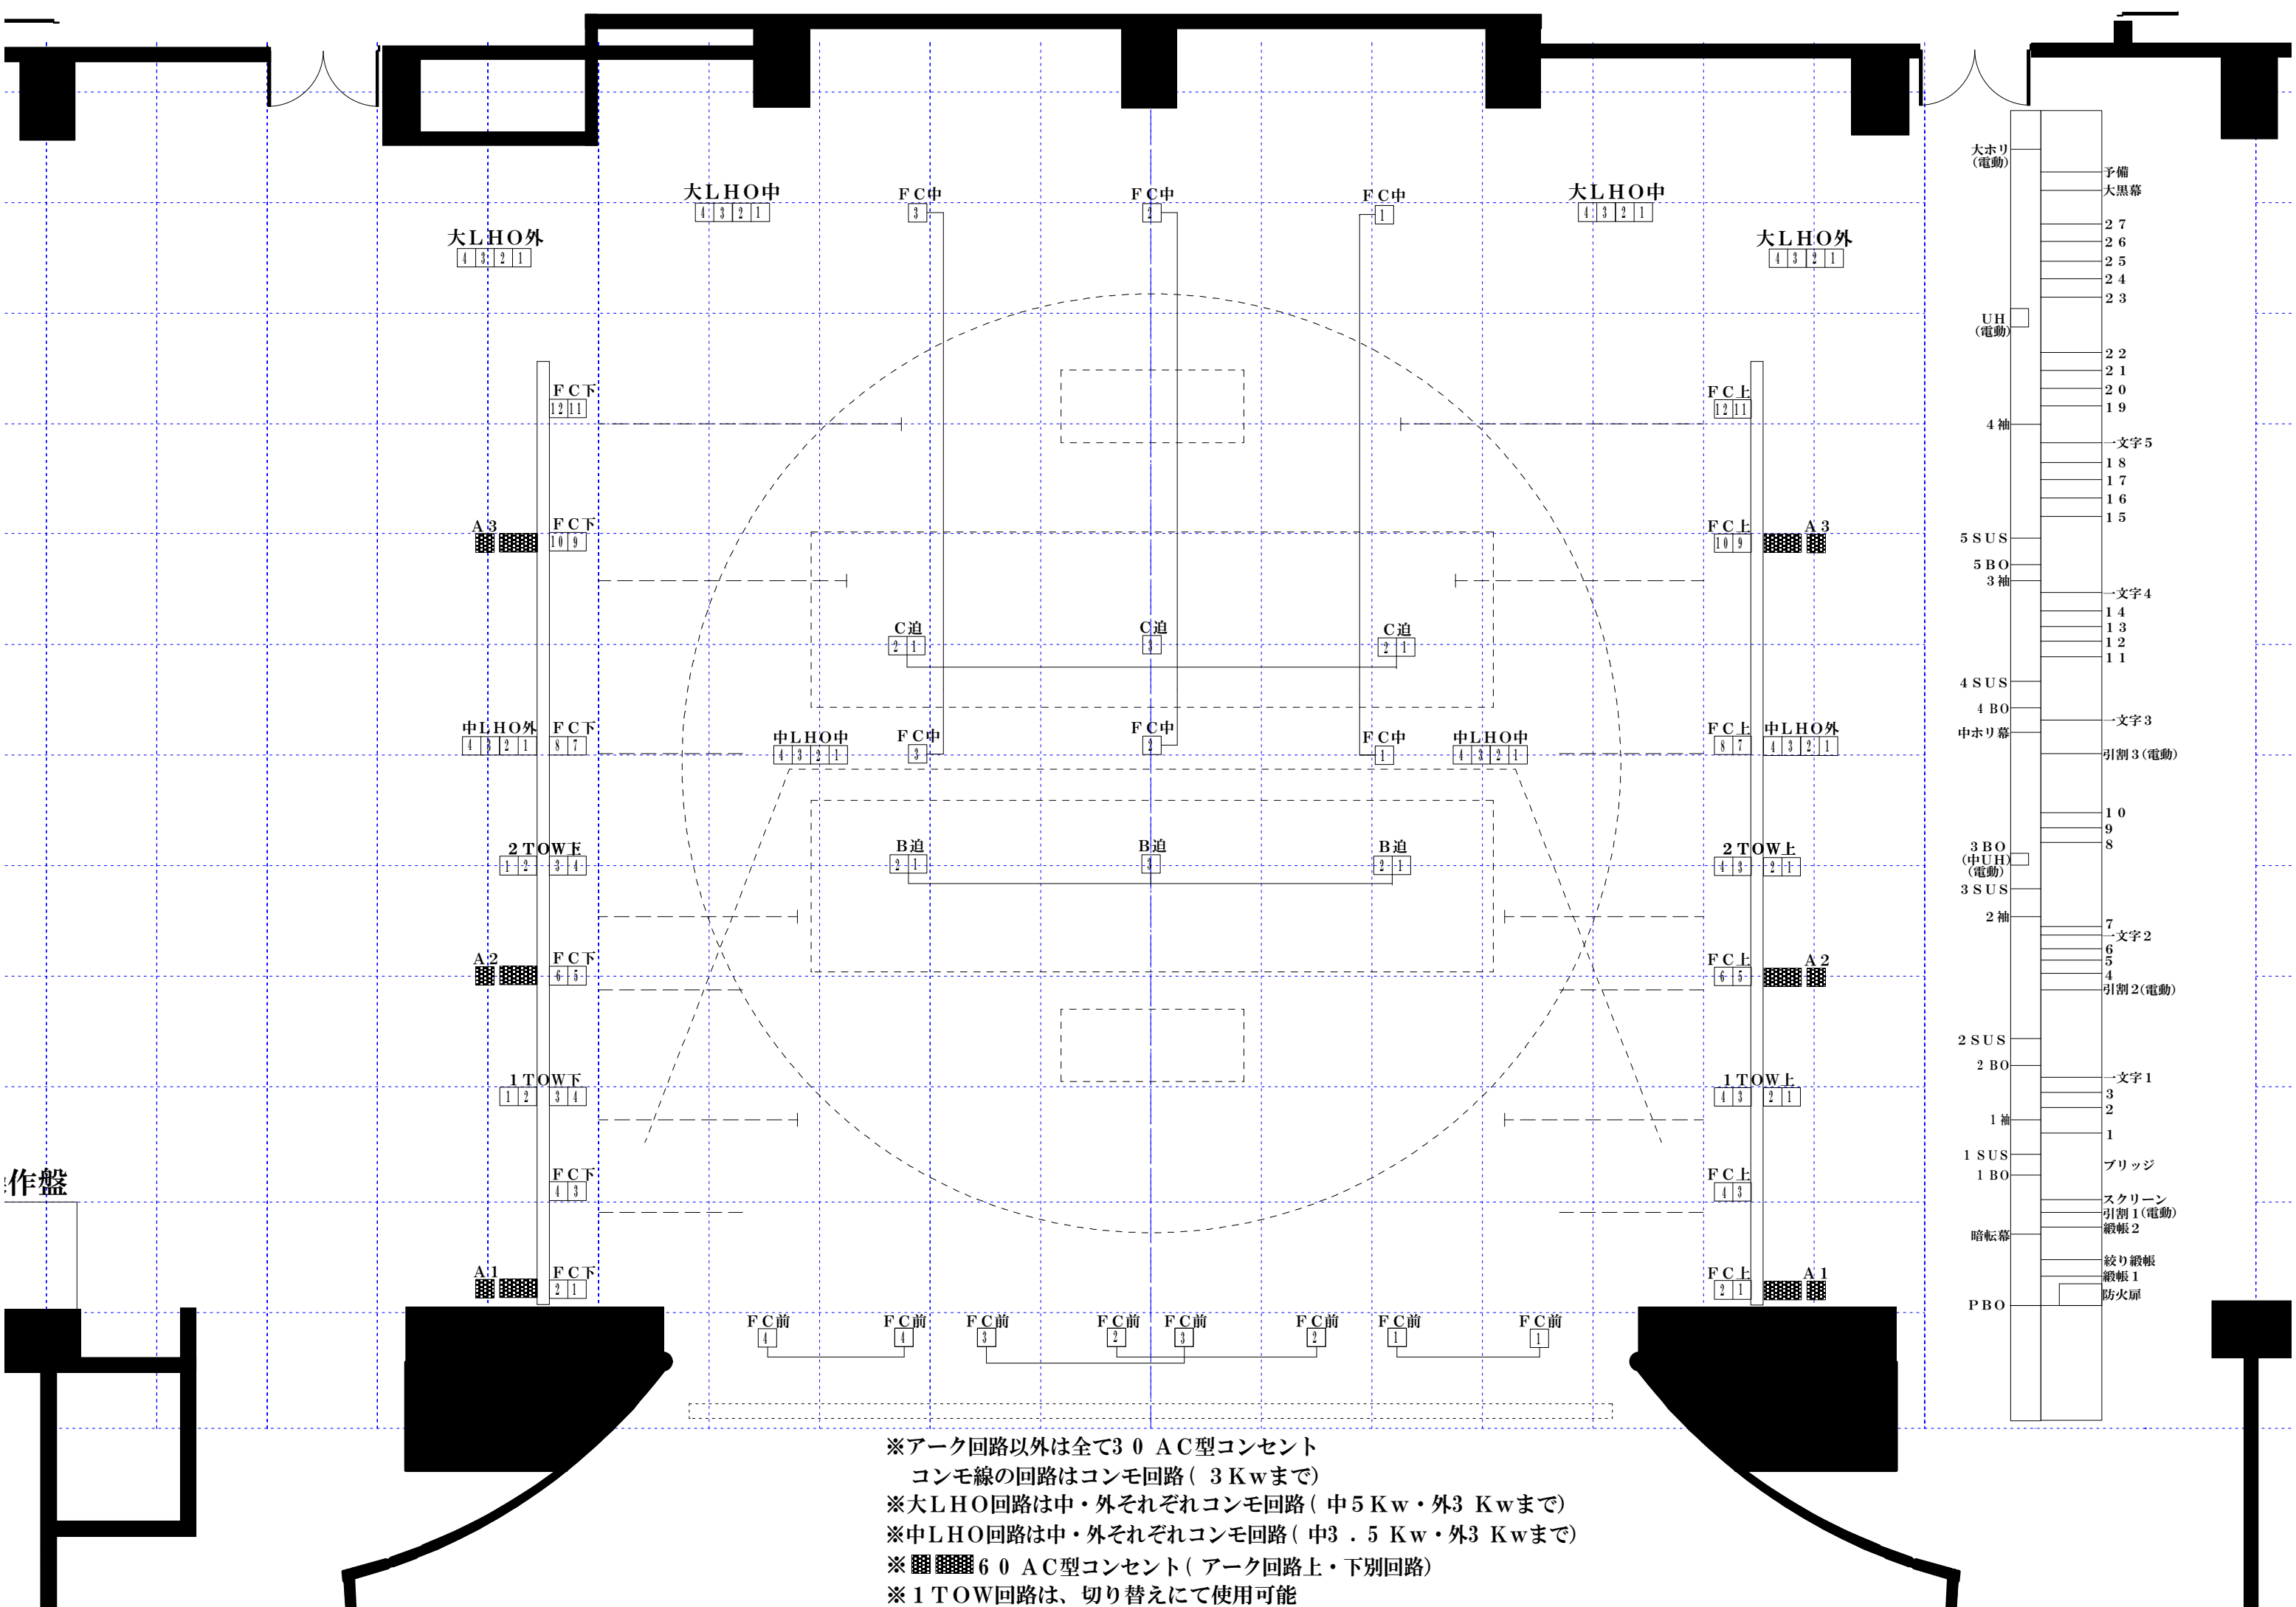 大ＬＨＯ中
4 3 2 1
ＦＣ中
3
ＦＣ中
2
ＦＣ中
1
大ＬＨＯ中
4 3 2 1
大ＬＨＯ外
4 3 2 1
大ＬＨＯ外
4 3 2 1
ＦＣ下
12 11
ＦＣ上
12 11
Ａ３
ＦＣ下
10 9
ＦＣ上
10 9
Ａ３
Ｃ迫
2 1
Ｃ迫
3
Ｃ迫
2 1
中ＬＨＯ外
4 3 2 1
ＦＣ下
8 7
中ＬＨＯ中
4 3 2 1
ＦＣ中
3
ＦＣ中
2
ＦＣ中
1
中ＬＨＯ中
4 3 2 1
ＦＣ上
8 7
中ＬＨＯ外
4 3 2 1
２ＴＯＷ下
1 2 3 4
Ｂ迫
2 1
Ｂ迫
3
Ｂ迫
2 1
２ＴＯＷ上
4 3 2 1
Ａ２
ＦＣ下
6 5
ＦＣ上
6 5
Ａ２
１ＴＯＷ下
1 2 3 4
１ＴＯＷ上
4 3 2 1
作盤
ＦＣ下
4 3
ＦＣ上
4 3
Ａ１
ＦＣ下
2 1
ＦＣ上
2 1
Ａ１
ＦＣ前
4
ＦＣ前
4
ＦＣ前
3
ＦＣ前
2
ＦＣ前
3
ＦＣ前
2
ＦＣ前
1
ＦＣ前
1
大ホリ
(電動)
UH
(電動)
４袖
５ＳＵＳ
５ＢＯ
３袖
４ＳＵＳ
４ＢＯ
中ホリ幕
３ＢＯ
(中UH)
(電動)
３ＳＵＳ
２袖
２ＳＵＳ
２ＢＯ
１袖
１ＳＵＳ
１ＢＯ
暗転幕
ＰＢＯ
予備
大黒幕
２７
２６
２５
２４
２３
２２
２１
２０
１９
一文字５
１８
１７
１６
１５
一文字４
１４
１３
１２
１１
一文字３
引割３(電動)
１０
９
８
７
一文字２
６
５
４
引割２(電動)
一文字１
３
２
１
ブリッジ
スクリーン
引割１(電動)
緞帳２
絞り緞帳
緞帳１
防火扉
※アーク回路以外は全て３０ＡＣ型コンセント
コンモ線の回路はコンモ回路(３Ｋｗまで)
※大ＬＨＯ回路は中・外それぞれコンモ回路(中５Ｋｗ・外３Ｋｗまで)
※中ＬＨＯ回路は中・外それぞれコンモ回路(中３.５Ｋｗ・外３Ｋｗまで)
※６０ＡＣ型コンセント(アーク回路上・下別回路)
※１ＴＯＷ回路は、切り替えにて使用可能